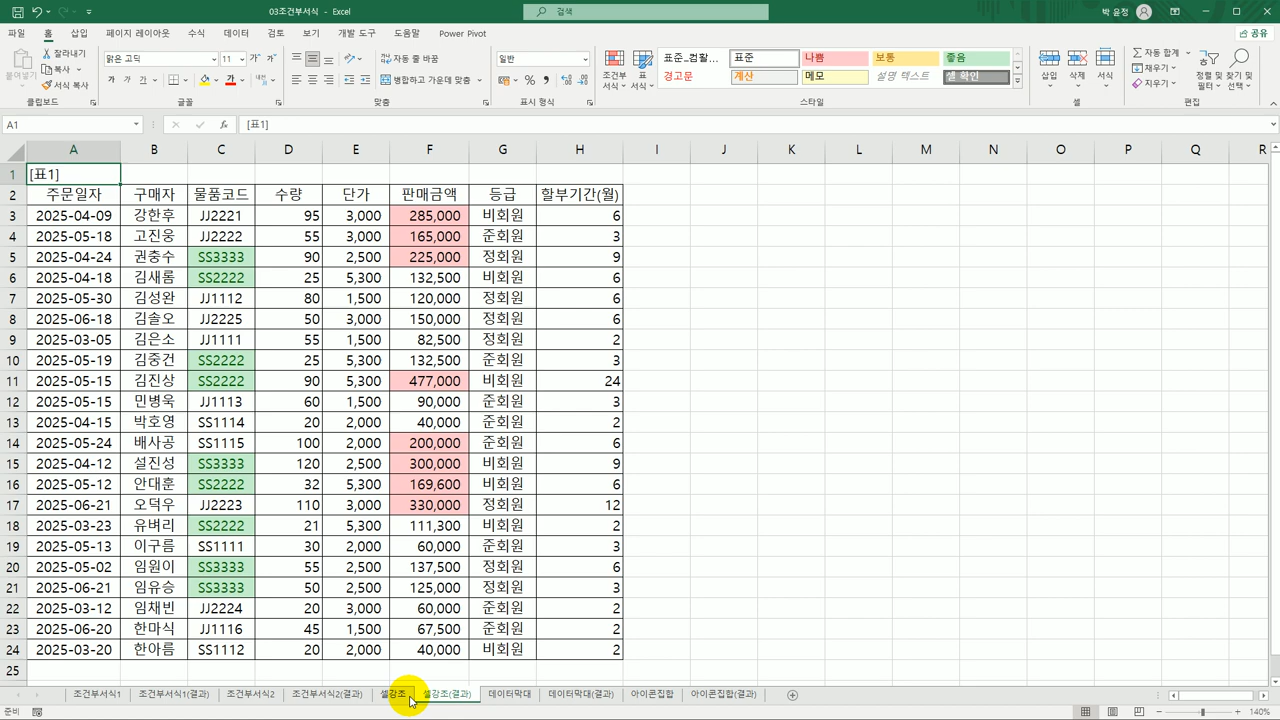 03조건부서식 - Excel
검색
박 윤정
파일 홈 삽입 페이지 레이아웃 수식 데이터 검토 보기 개발 도구 도움말 Power Pivot
공유
붙여넣기
잘라내기
복사
서식 복사
클립보드
맑은 고딕 11
가 가 가
글꼴
자동 줄 바꿈
병합하고 가운데 맞춤
맞춤
일반
표시 형식
조건부 서식
표 서식
표준_컴활... 표준 나쁨 보통 좋음
경고문 계산 메모 설명 텍스트 셀 확인
스타일
삽입 삭제 서식
셀
자동 합계
채우기
지우기
정렬 및 필터
찾기 및 선택
편집
A1
fx
[표1]
A B C D E F G H I J K L M N O P Q R
1 [표1]
2 주문일자 구매자 물품코드 수량 단가 판매금액 등급 할부기간(월)
3 2025-04-09 강한후 JJ2221 95 3,000 285,000 비회원 6
4 2025-05-18 고진웅 JJ2222 55 3,000 165,000 준회원 3
5 2025-04-24 권충수 SS3333 90 2,500 225,000 정회원 9
6 2025-04-18 김새롬 SS2222 25 5,300 132,500 비회원 6
7 2025-05-30 김성완 JJ1112 80 1,500 120,000 정회원 6
8 2025-06-18 김솔오 JJ2225 50 3,000 150,000 정회원 6
9 2025-03-05 김은소 JJ1111 55 1,500 82,500 정회원 2
10 2025-05-19 김중건 SS2222 25 5,300 132,500 준회원 3
11 2025-05-15 김진상 SS2222 90 5,300 477,000 비회원 24
12 2025-05-15 민병욱 JJ1113 60 1,500 90,000 준회원 3
13 2025-04-15 박호영 SS1114 20 2,000 40,000 준회원 2
14 2025-05-24 배사공 SS1115 100 2,000 200,000 준회원 6
15 2025-04-12 설진성 SS3333 120 2,500 300,000 비회원 9
16 2025-05-12 안대훈 SS2222 32 5,300 169,600 비회원 6
17 2025-06-21 오덕우 JJ2223 110 3,000 330,000 정회원 12
18 2025-03-23 유벼리 SS2222 21 5,300 111,300 비회원 2
19 2025-05-13 이구름 SS1111 30 2,000 60,000 준회원 3
20 2025-05-02 임원이 SS3333 55 2,500 137,500 정회원 6
21 2025-06-21 임유승 SS3333 50 2,500 125,000 정회원 3
22 2025-03-12 임채빈 JJ2224 20 3,000 60,000 준회원 2
23 2025-06-20 한마식 JJ1116 45 1,500 67,500 준회원 2
24 2025-03-20 한아름 SS1112 20 2,000 40,000 비회원 2
25
조건부서식1 조건부서식1(결과) 조건부서식2 조건부서식2(결과) 셀강조 셀강조(결과) 데이터막대 데이터막대(결과) 아이콘집합 아이콘집합(결과)
준비
140%